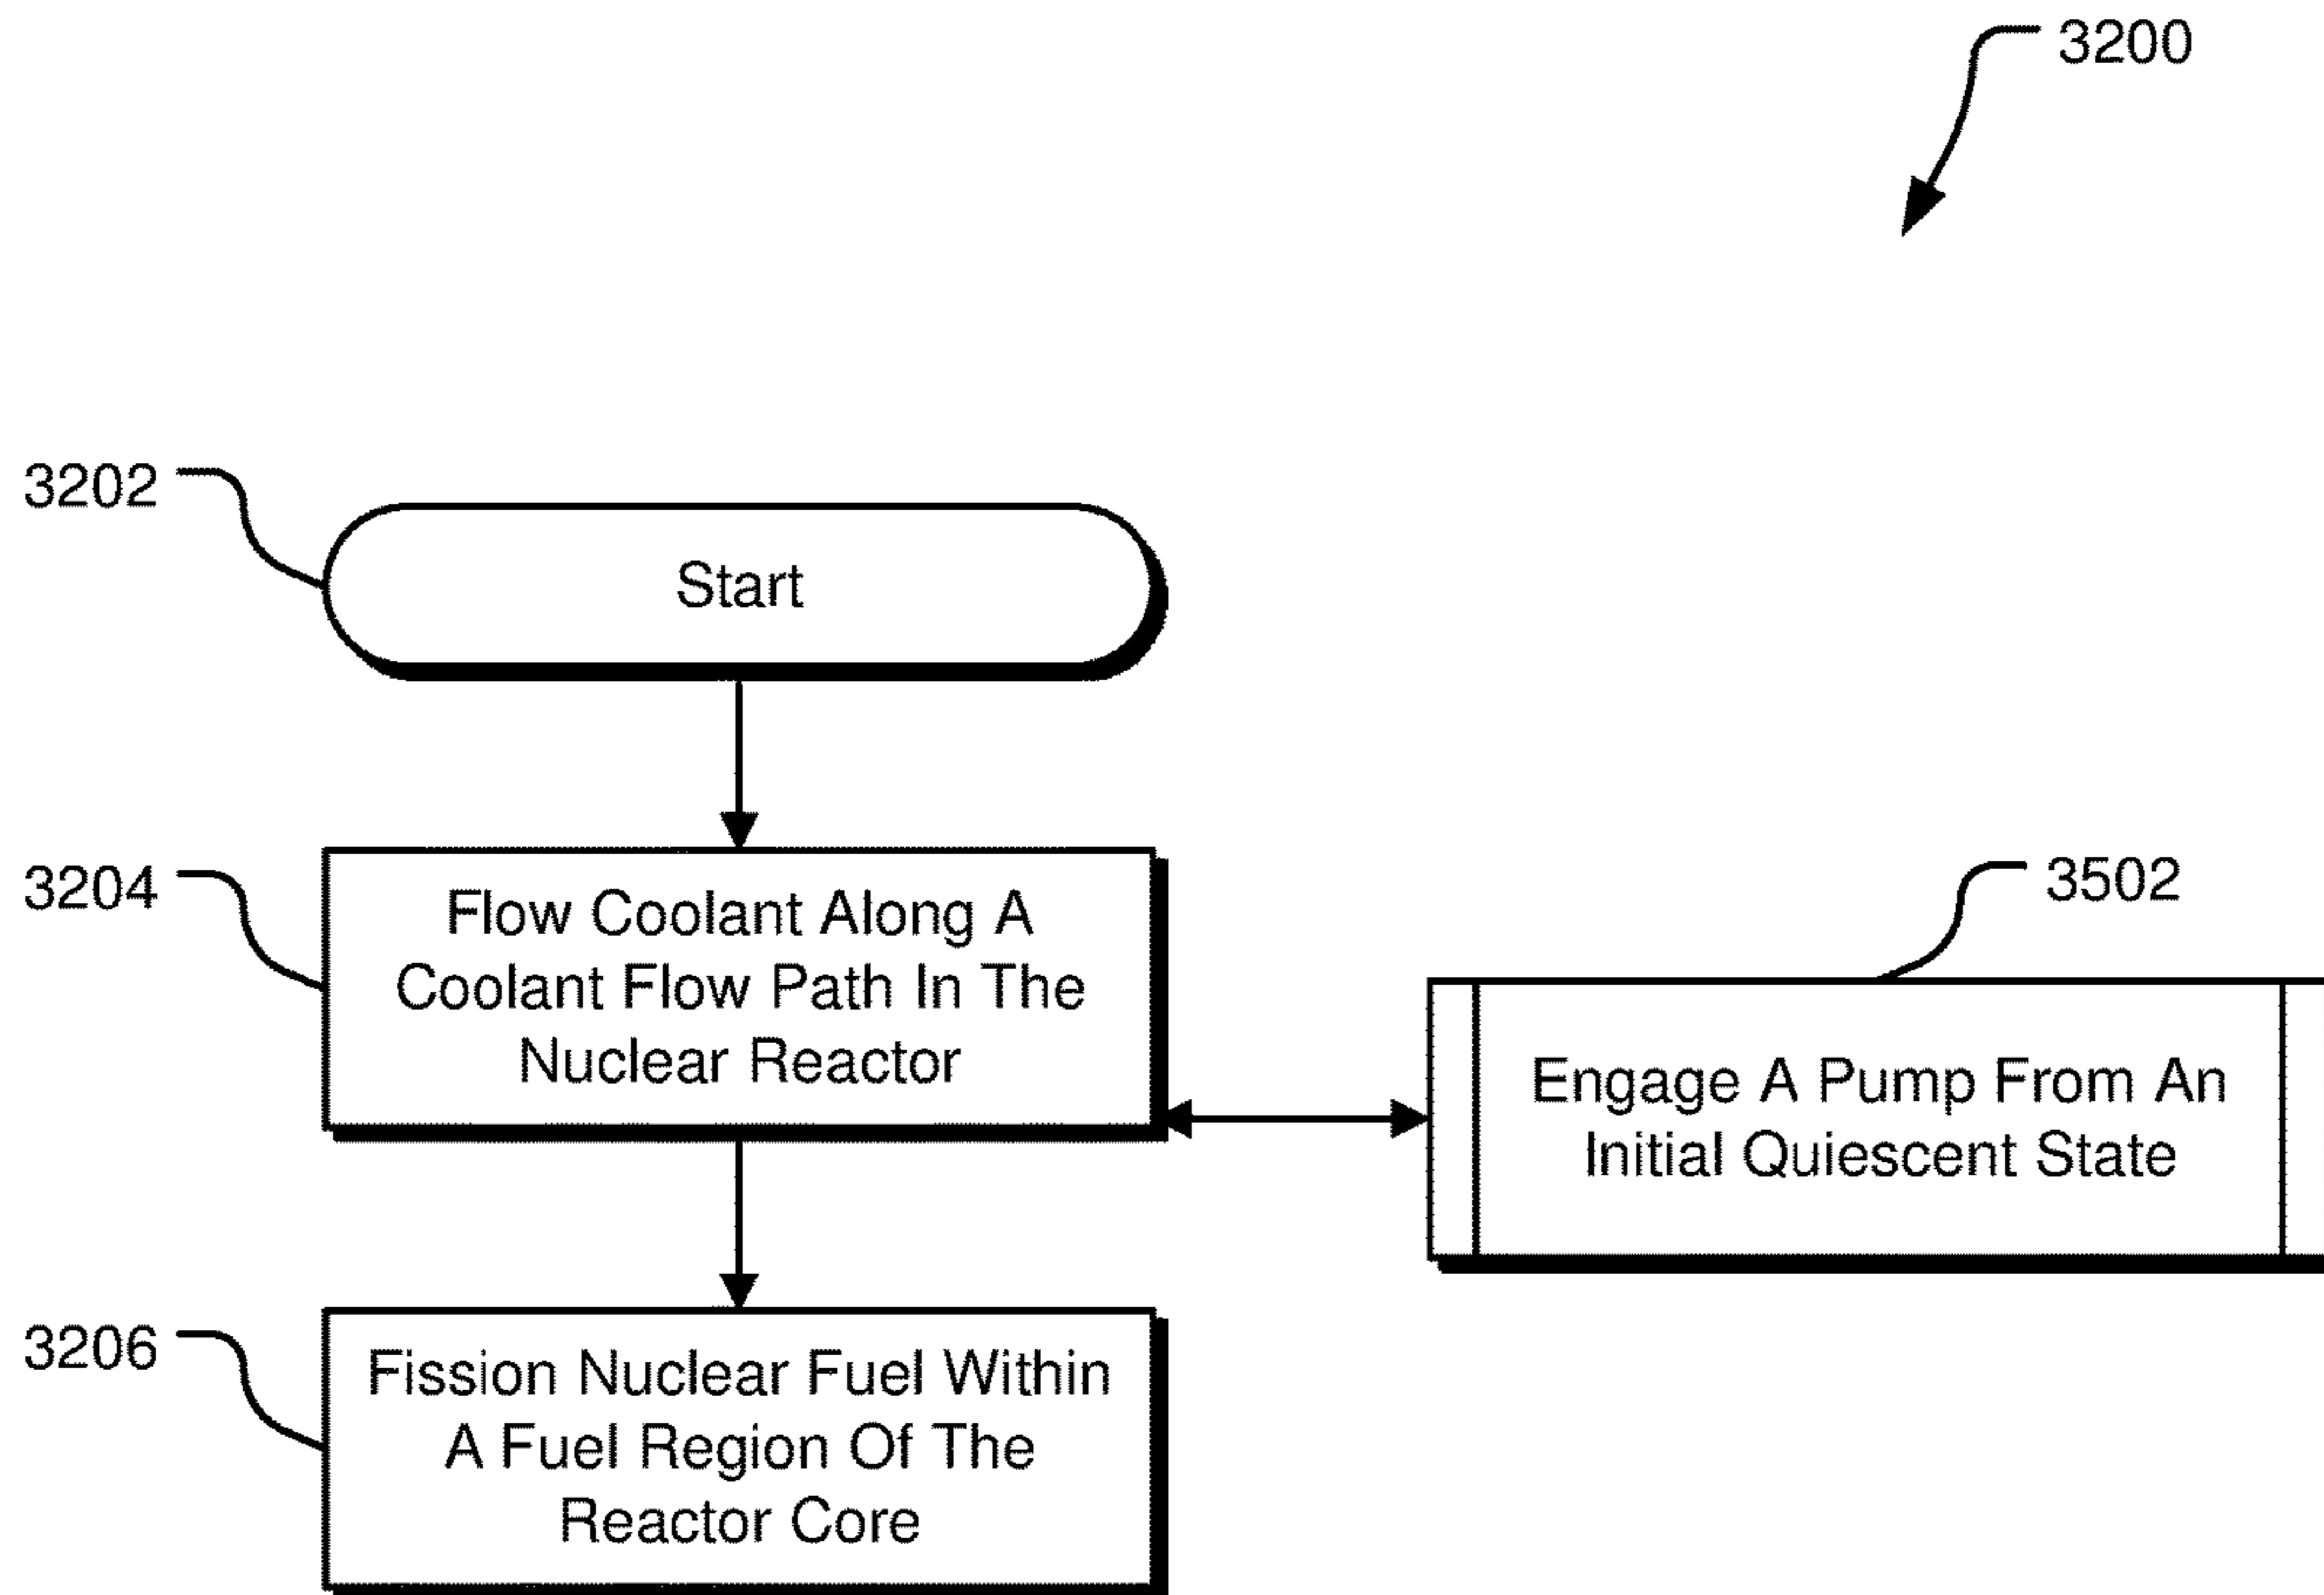 3200
3202
Start
3204
Flow Coolant Along A
Coolant Flow Path In The
Nuclear Reactor
3502
Engage A Pump From An
Initial Quiescent State
3206
Fission Nuclear Fuel Within
A Fuel Region Of The
Reactor Core